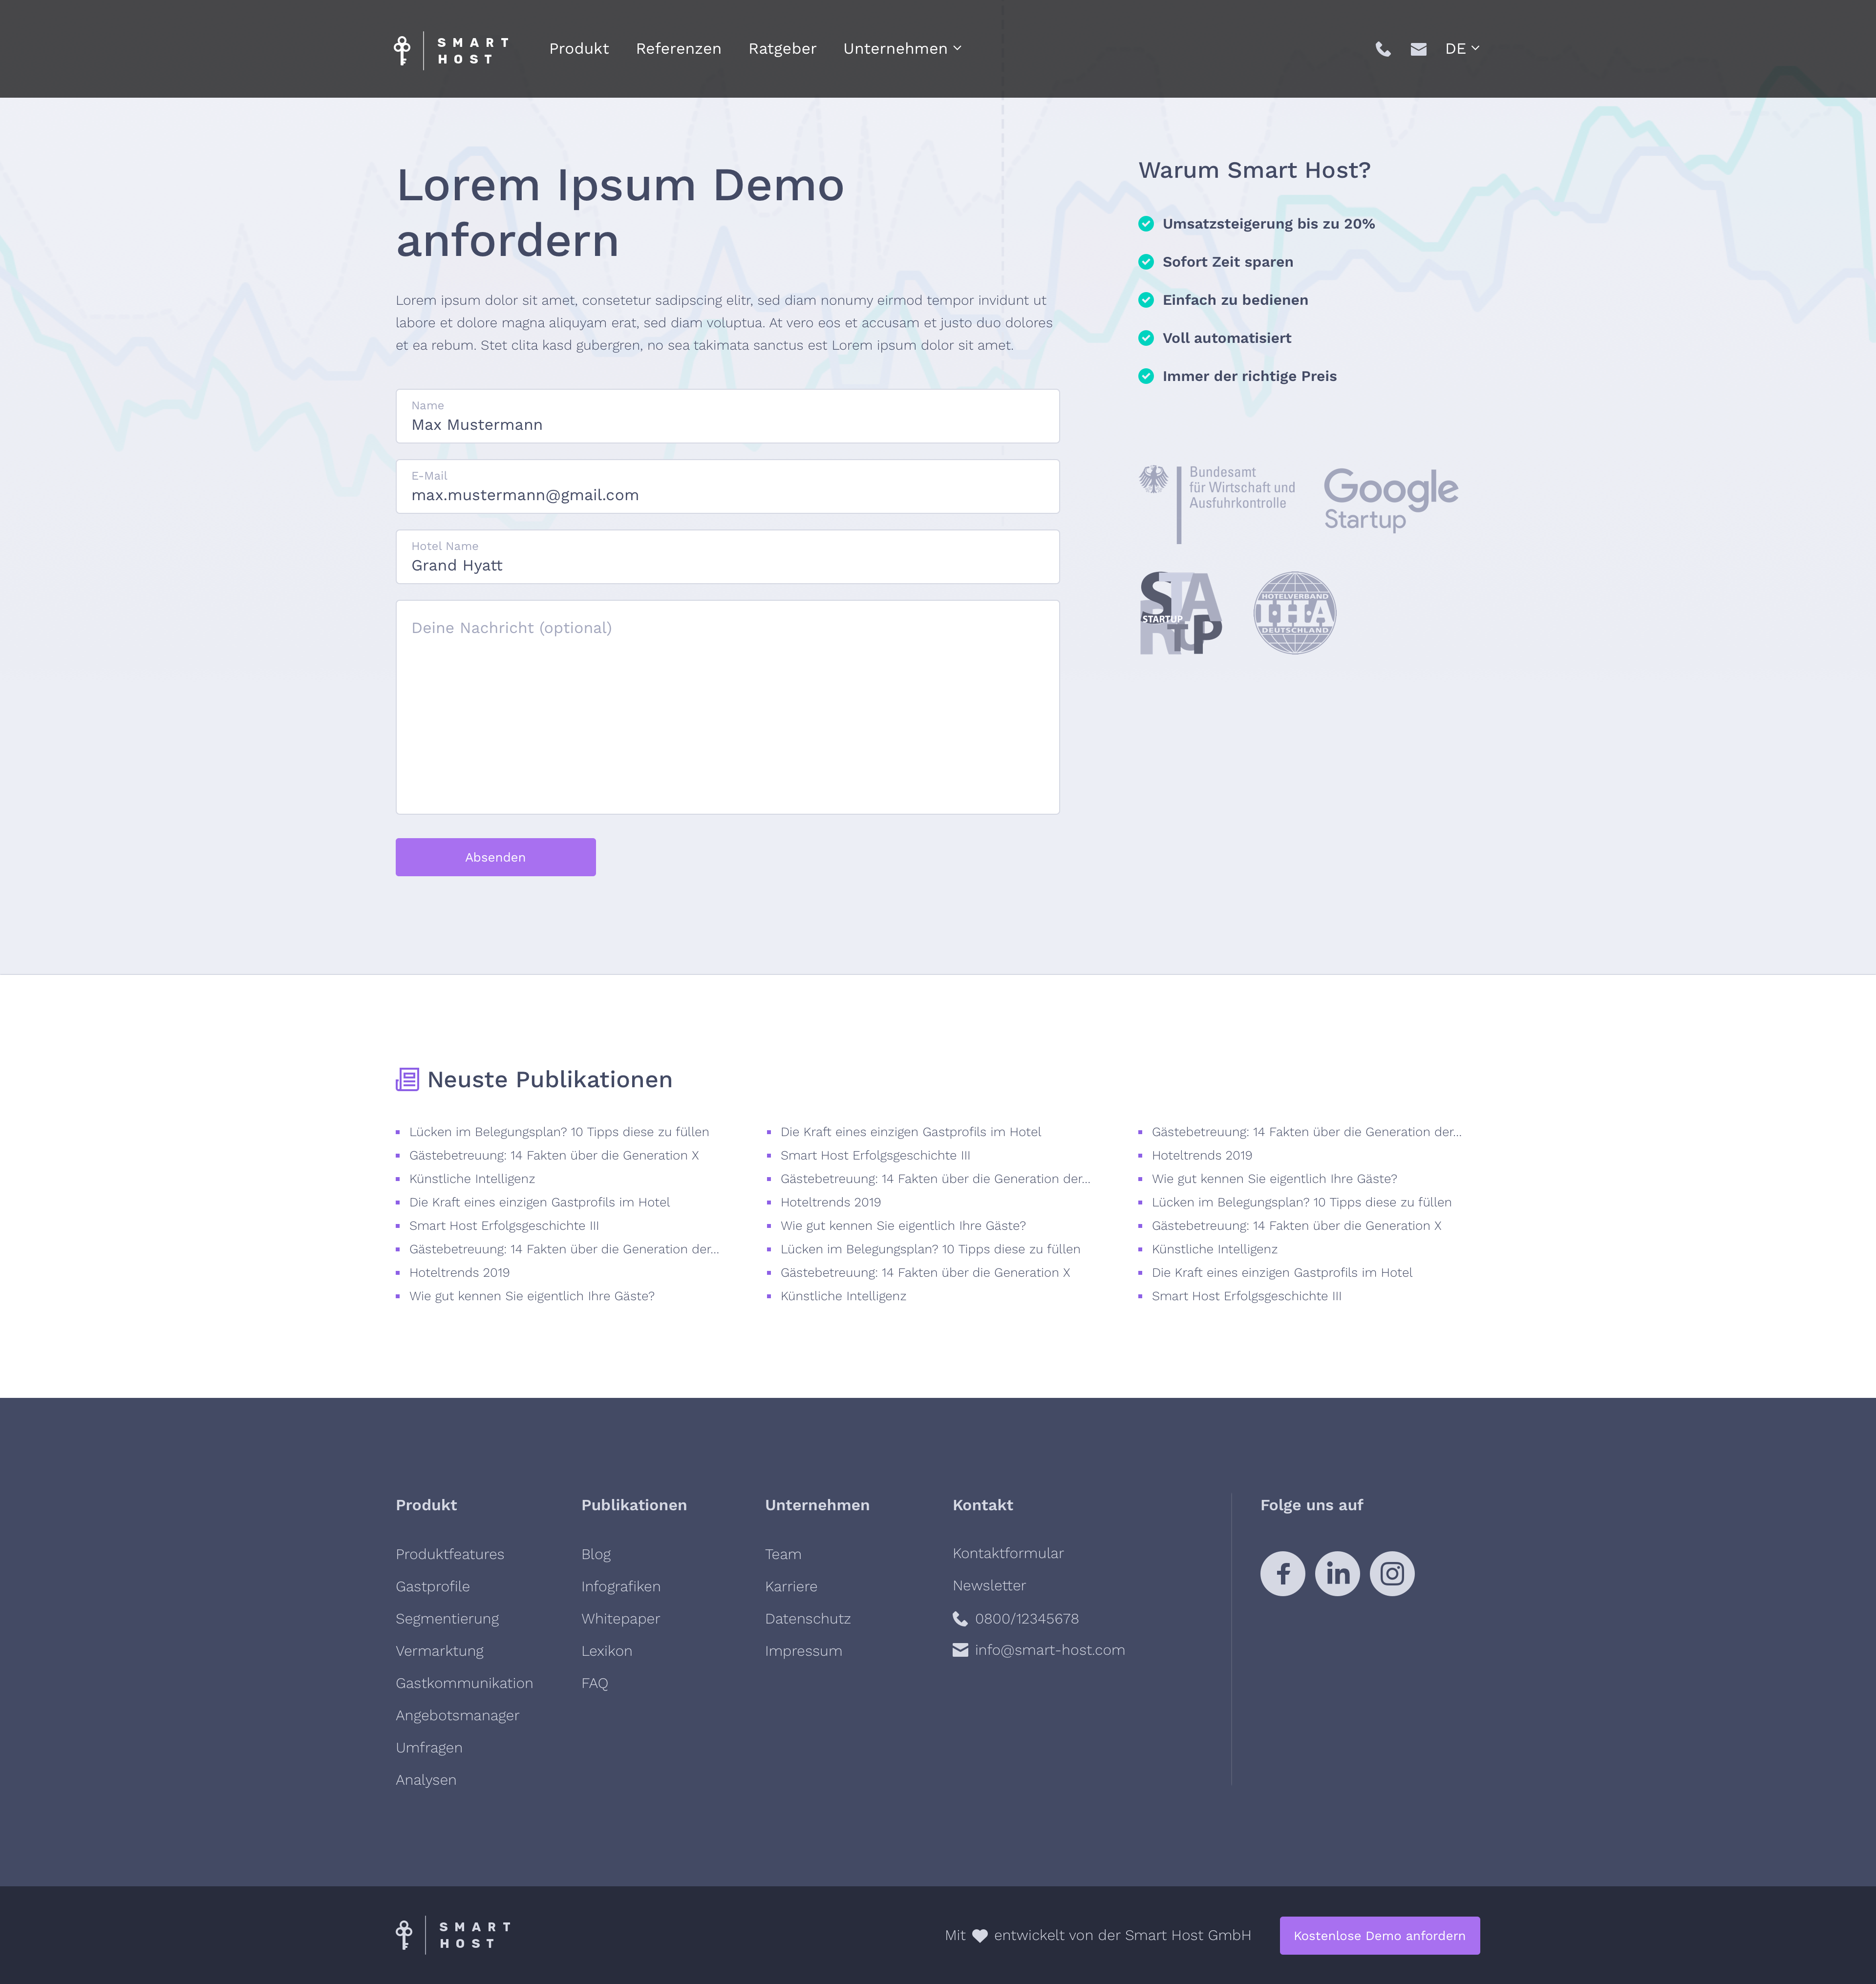 SMART
HOST
Produkt
Referenzen
Ratgeber
Unternehmen
DE
Lorem Ipsum Demo
anfordern
Lorem ipsum dolor sit amet, consetetur sadipscing elitr, sed diam nonumy eirmod tempor invidunt ut
labore et dolore magna aliquyam erat, sed diam voluptua. At vero eos et accusam et justo duo dolores
et ea rebum. Stet clita kasd gubergren, no sea takimata sanctus est Lorem ipsum dolor sit amet.
Name
Max Mustermann
E-Mail
max.mustermann@gmail.com
Hotel Name
Grand Hyatt
Deine Nachricht (optional)
Absenden
Warum Smart Host?
Umsatzsteigerung bis zu 20%
Sofort Zeit sparen
Einfach zu bedienen
Voll automatisiert
Immer der richtige Preis
Bundesamt
für Wirtschaft und
Ausfuhrkontrolle
Google
Startup
STA
STARTUP
RTUP
HOTELVERBAND
IHA
DEUTSCHLAND
Neuste Publikationen
Lücken im Belegungsplan? 10 Tipps diese zu füllen
Gästebetreuung: 14 Fakten über die Generation X
Künstliche Intelligenz
Die Kraft eines einzigen Gastprofils im Hotel
Smart Host Erfolgsgeschichte III
Gästebetreuung: 14 Fakten über die Generation der...
Hoteltrends 2019
Wie gut kennen Sie eigentlich Ihre Gäste?
Die Kraft eines einzigen Gastprofils im Hotel
Smart Host Erfolgsgeschichte III
Gästebetreuung: 14 Fakten über die Generation der...
Hoteltrends 2019
Wie gut kennen Sie eigentlich Ihre Gäste?
Lücken im Belegungsplan? 10 Tipps diese zu füllen
Gästebetreuung: 14 Fakten über die Generation X
Künstliche Intelligenz
Gästebetreuung: 14 Fakten über die Generation der...
Hoteltrends 2019
Wie gut kennen Sie eigentlich Ihre Gäste?
Lücken im Belegungsplan? 10 Tipps diese zu füllen
Gästebetreuung: 14 Fakten über die Generation X
Künstliche Intelligenz
Die Kraft eines einzigen Gastprofils im Hotel
Smart Host Erfolgsgeschichte III
Produkt
Produktfeatures
Gastprofile
Segmentierung
Vermarktung
Gastkommunikation
Angebotsmanager
Umfragen
Analysen
Publikationen
Blog
Infografiken
Whitepaper
Lexikon
FAQ
Unternehmen
Team
Karriere
Datenschutz
Impressum
Kontakt
Kontaktformular
Newsletter
0800/12345678
info@smart-host.com
Folge uns auf
SMART
HOST
Mit entwickelt von der Smart Host GmbH
Kostenlose Demo anfordern